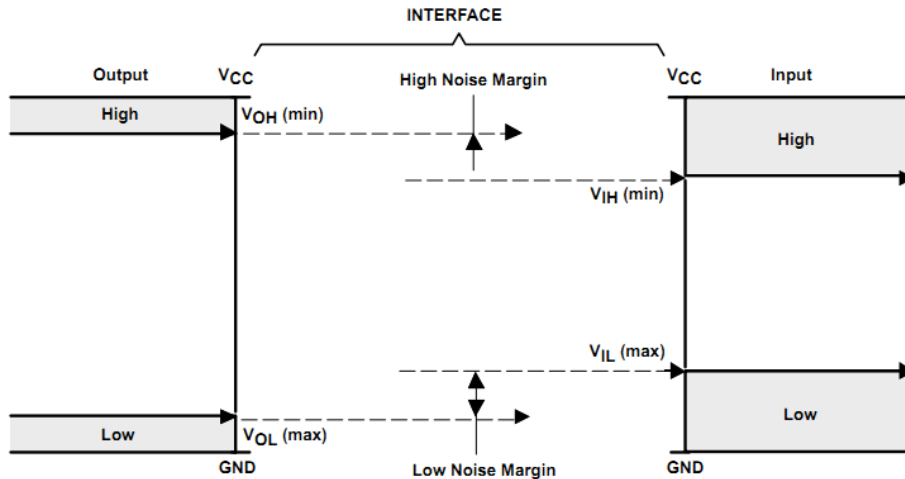 INTERFACE
Output
VCC
High Noise Margin
VCC
Input
High
VOH (min)
High
VIH (min)
VIL (max)
Low
VOL (max)
Low
GND
Low Noise Margin
GND